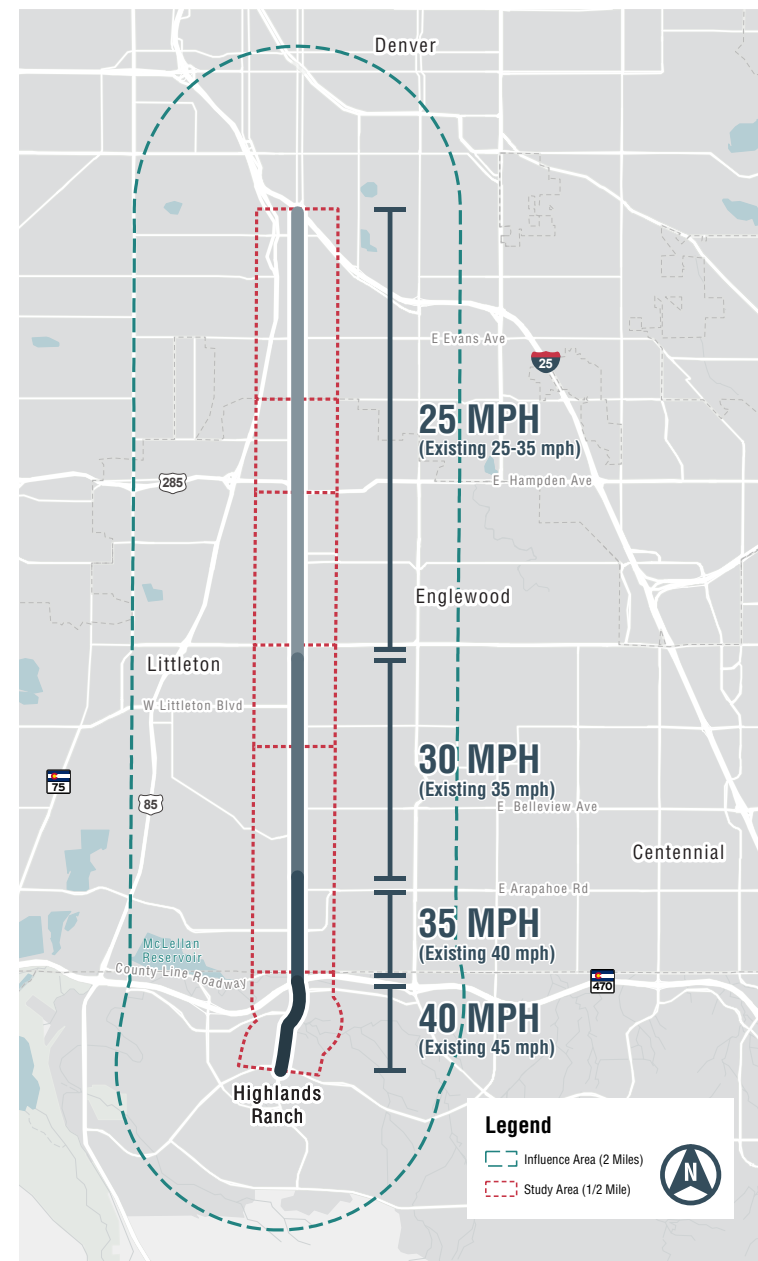 Denver
E Evans Ave
25
25 MPH
(Existing 25-35 mph)
285
E Hampden Ave
Englewood
Littleton
W Littleton Blvd
30 MPH
(Existing 35 mph)
75
85
E Belleview Ave
Centennial
E Arapahoe Rd
35 MPH
(Existing 40 mph)
McLellan
Reservoir
County Line Roadway
470
40 MPH
(Existing 45 mph)
Highlands
Ranch
Legend
Influence Area (2 Miles)
Study Area (1/2 Mile)
N